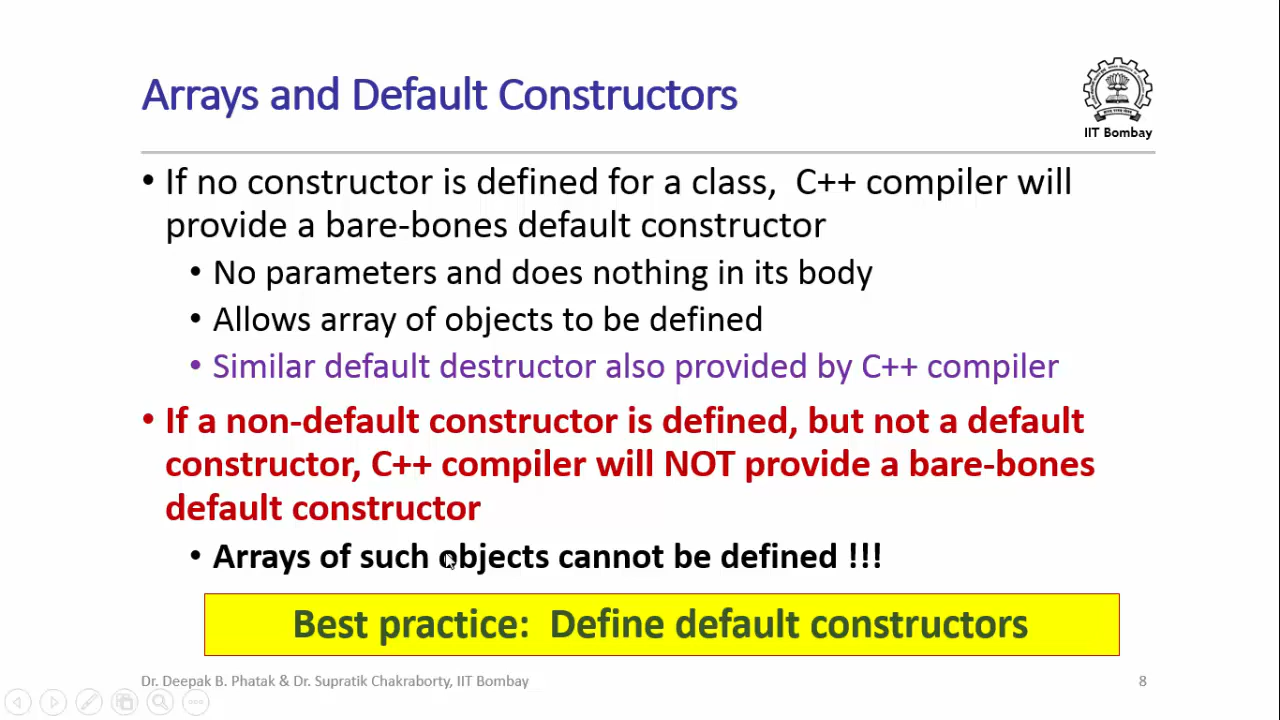 Arrays and Default Constructors
IIT Bombay
• If no constructor is defined for a class, C++ compiler will
provide a bare-bones default constructor
• No parameters and does nothing in its body
• Allows array of objects to be defined
• Similar default destructor also provided by C++ compiler
• If a non-default constructor is defined, but not a default
constructor, C++ compiler will NOT provide a bare-bones
default constructor
• Arrays of such objects cannot be defined !!!
Best practice: Define default constructors
Dr. Deepak B. Phatak & Dr. Supratik Chakraborty, IIT Bombay
8